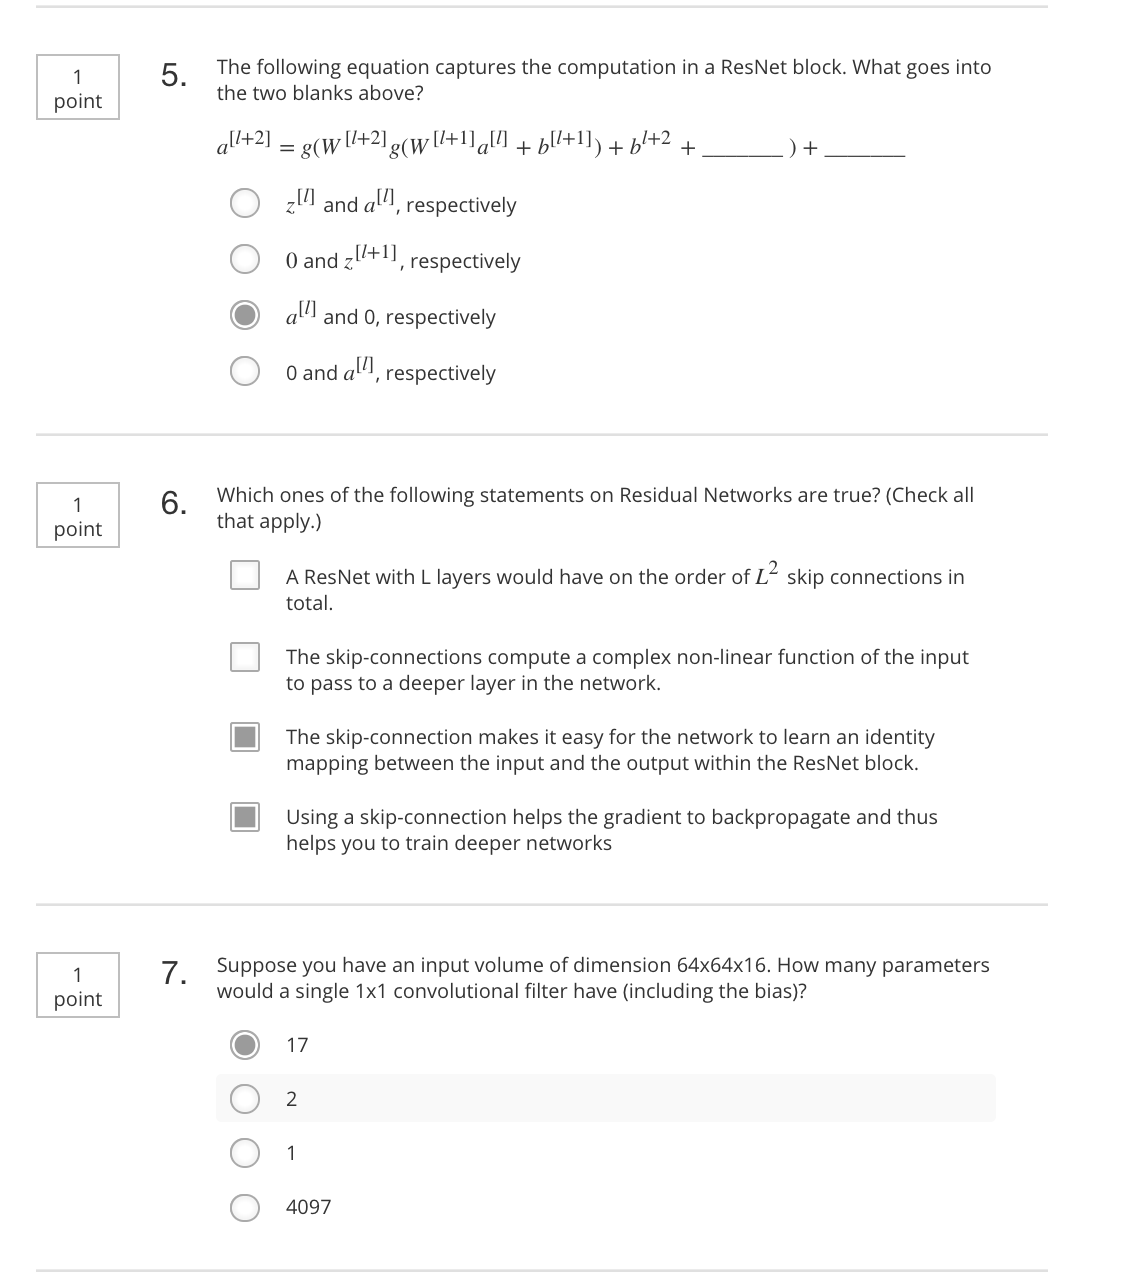 1
point
5.
The following equation captures the computation in a ResNet block. What goes into
the two blanks above?
a^[l+2] = g(W^[l+2] g(W^[l+1] a^[l] + b^[l+1]) + b^l+2 + _______ ) + _______
z^[l] and a^[l], respectively
0 and z^[l+1], respectively
a^[l] and 0, respectively
0 and a^[l], respectively
1
point
6.
Which ones of the following statements on Residual Networks are true? (Check all
that apply.)
A ResNet with L layers would have on the order of L^2 skip connections in
total.
The skip-connections compute a complex non-linear function of the input
to pass to a deeper layer in the network.
The skip-connection makes it easy for the network to learn an identity
mapping between the input and the output within the ResNet block.
Using a skip-connection helps the gradient to backpropagate and thus
helps you to train deeper networks
1
point
7.
Suppose you have an input volume of dimension 64x64x16. How many parameters
would a single 1x1 convolutional filter have (including the bias)?
17
2
1
4097